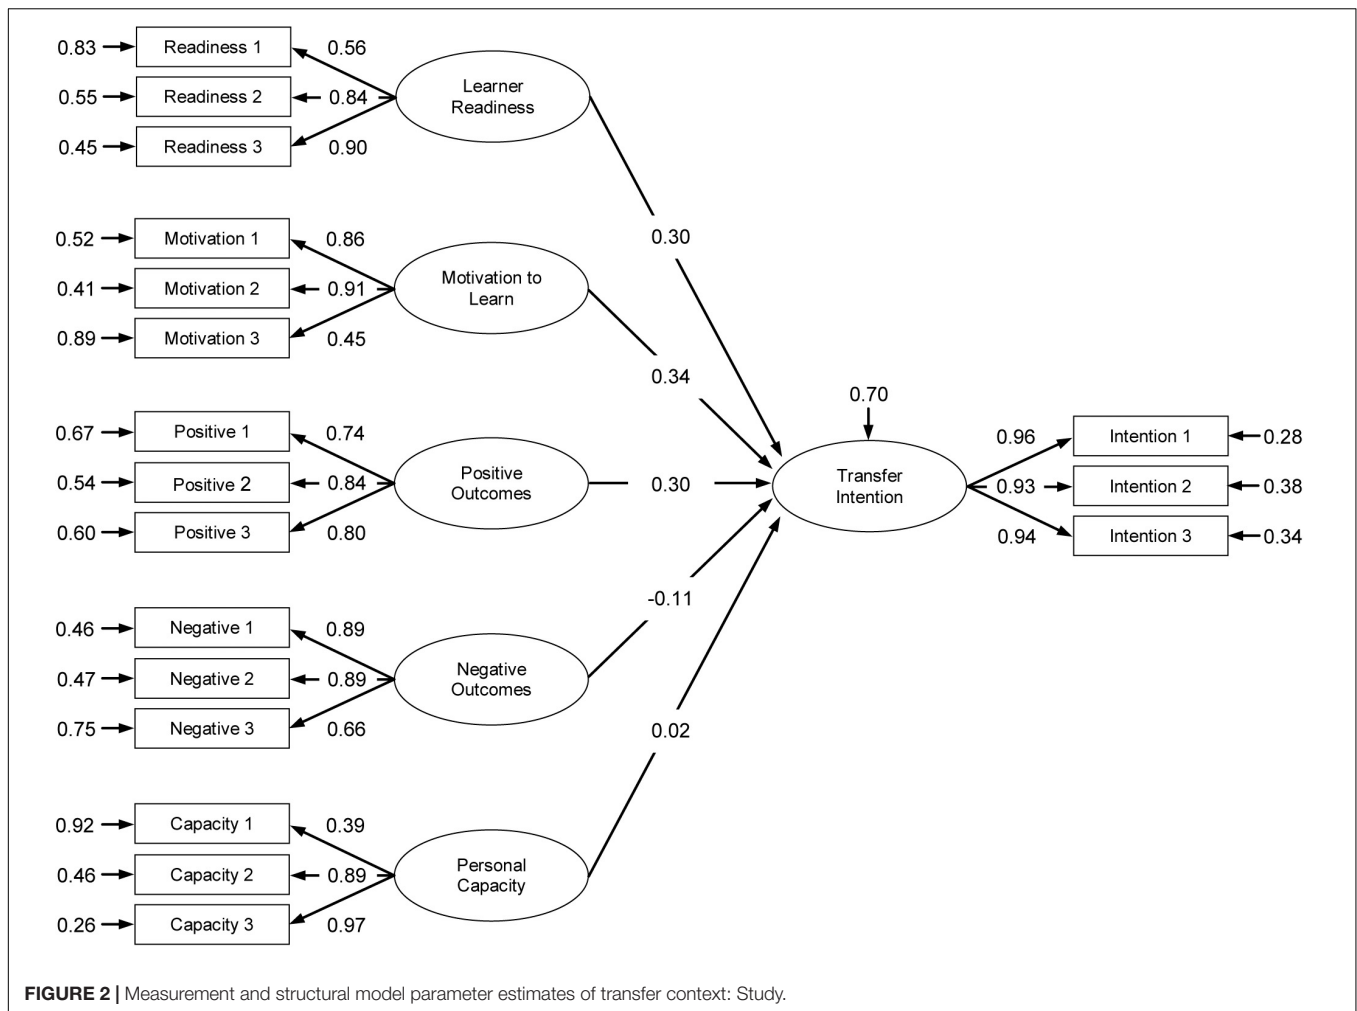 0.83 Readiness 1 0.56
0.55 Readiness 2 0.84
0.45 Readiness 3 0.90
Learner
Readiness
0.30
0.52 Motivation 1 0.86
0.41 Motivation 2 0.91
0.89 Motivation 3 0.45
Motivation to
Learn
0.34
0.67 Positive 1 0.74
0.54 Positive 2 0.84
0.60 Positive 3 0.80
Positive
Outcomes
0.30
0.46 Negative 1 0.89
0.47 Negative 2 0.89
0.75 Negative 3 0.66
Negative
Outcomes
-0.11
0.92 Capacity 1 0.39
0.46 Capacity 2 0.89
0.26 Capacity 3 0.97
Personal
Capacity
0.02
0.70
Transfer
Intention
0.96 Intention 1 0.28
0.93 Intention 2 0.38
0.94 Intention 3 0.34
FIGURE 2 | Measurement and structural model parameter estimates of transfer context: Study.